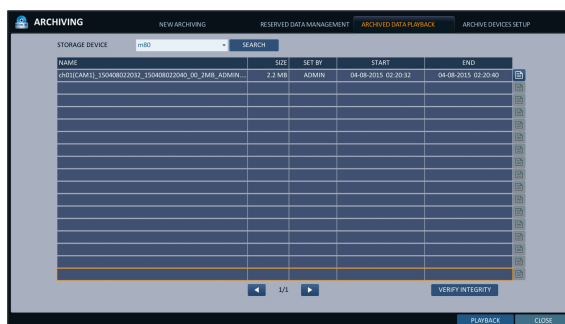 ARCHIVING
NEW ARCHIVING RESERVED DATA MANAGEMENT ARCHIVED DATA PLAYBACK ARCHIVE DEVICES SETUP
STORAGE DEVICE m80 SEARCH
NAME SIZE SET BY START END
ch01(CAM1)_150408022032_150408022040_00_2MB_ADMIN... 2.2 MB ADMIN 04-08-2015 02:20:32 04-08-2015 02:20:40
1/1 VERIFY INTEGRITY
PLAYBACK CLOSE